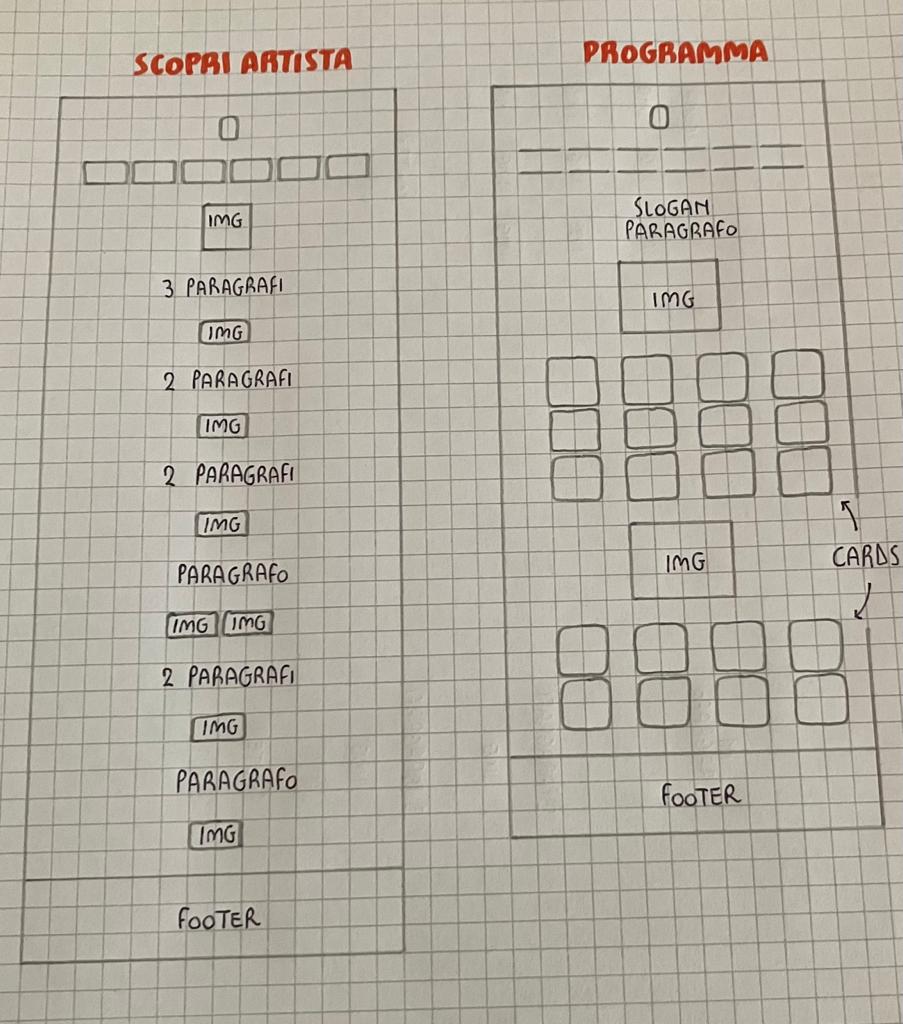 SCOPRI ARTISTA
IMG
3 PARAGRAFI
IMG
2 PARAGRAFI
IMG
2 PARAGRAFI
IMG
PARAGRAFO
IMG IMG
2 PARAGRAFI
IMG
PARAGRAFO
IMG
FOOTER
PROGRAMMA
SLOGAN
PARAGRAFO
IMG
IMG
CARDS
FOOTER